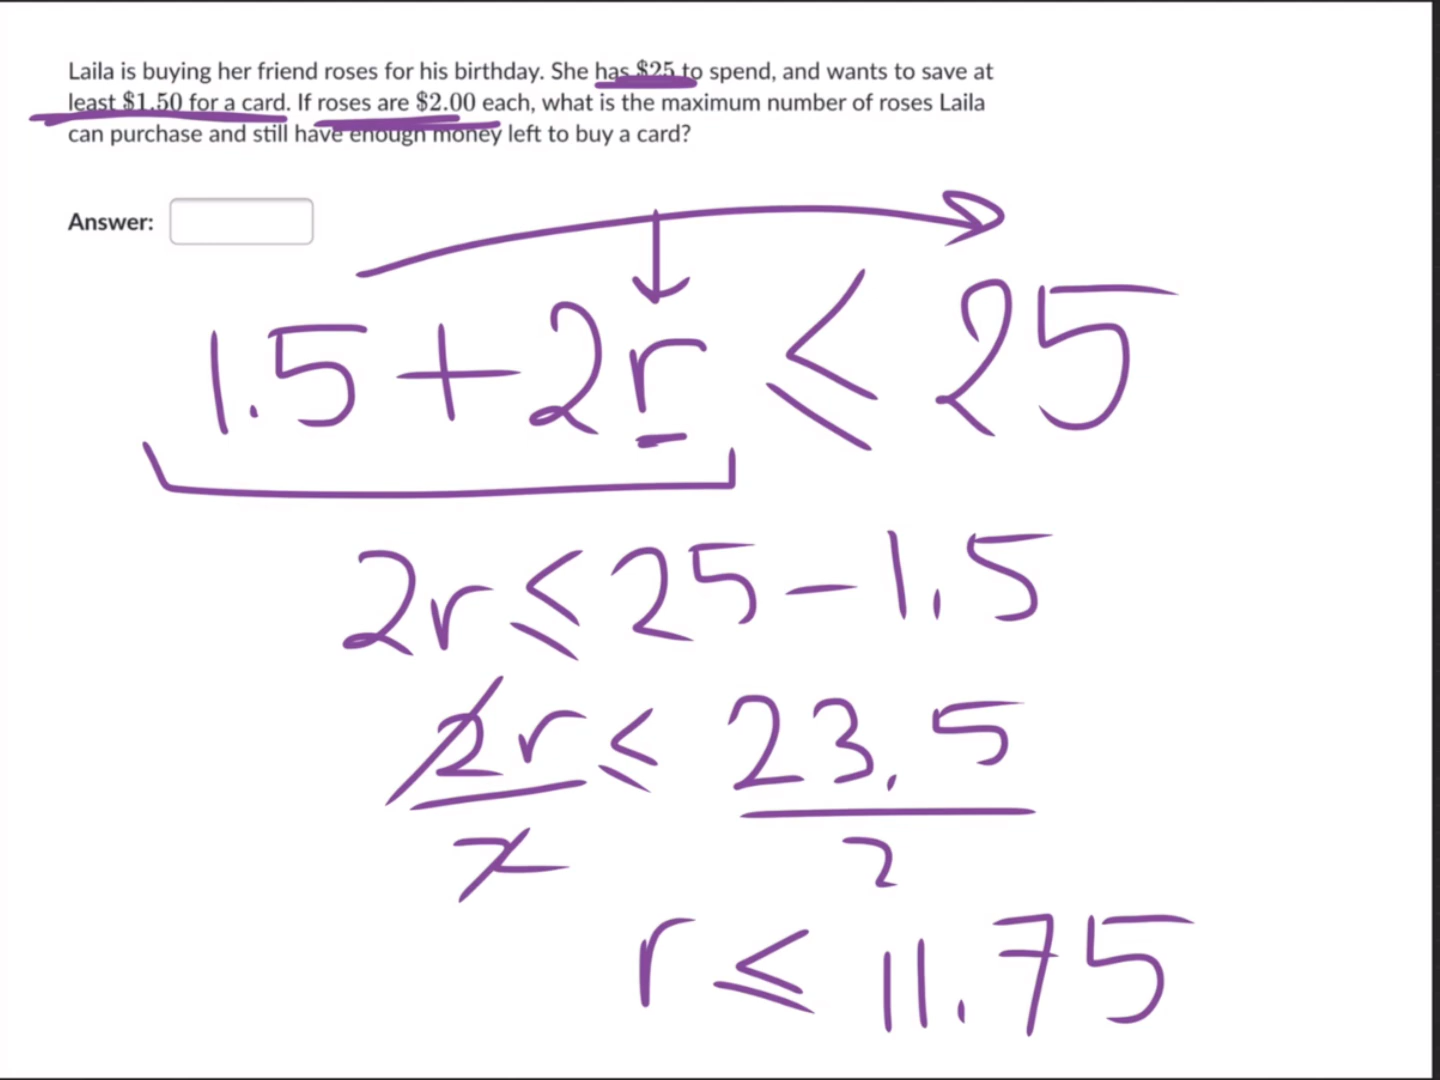 Laila is buying her friend roses for his birthday. She has $25 to spend, and wants to save at
least $1.50 for a card. If roses are $2.00 each, what is the maximum number of roses Laila
can purchase and still have enough money left to buy a card?
Answer:
1.5 + 2r ≤ 25
2r ≤ 25 - 1.5
2r ≤ 23.5
2 2
r ≤ 11.75